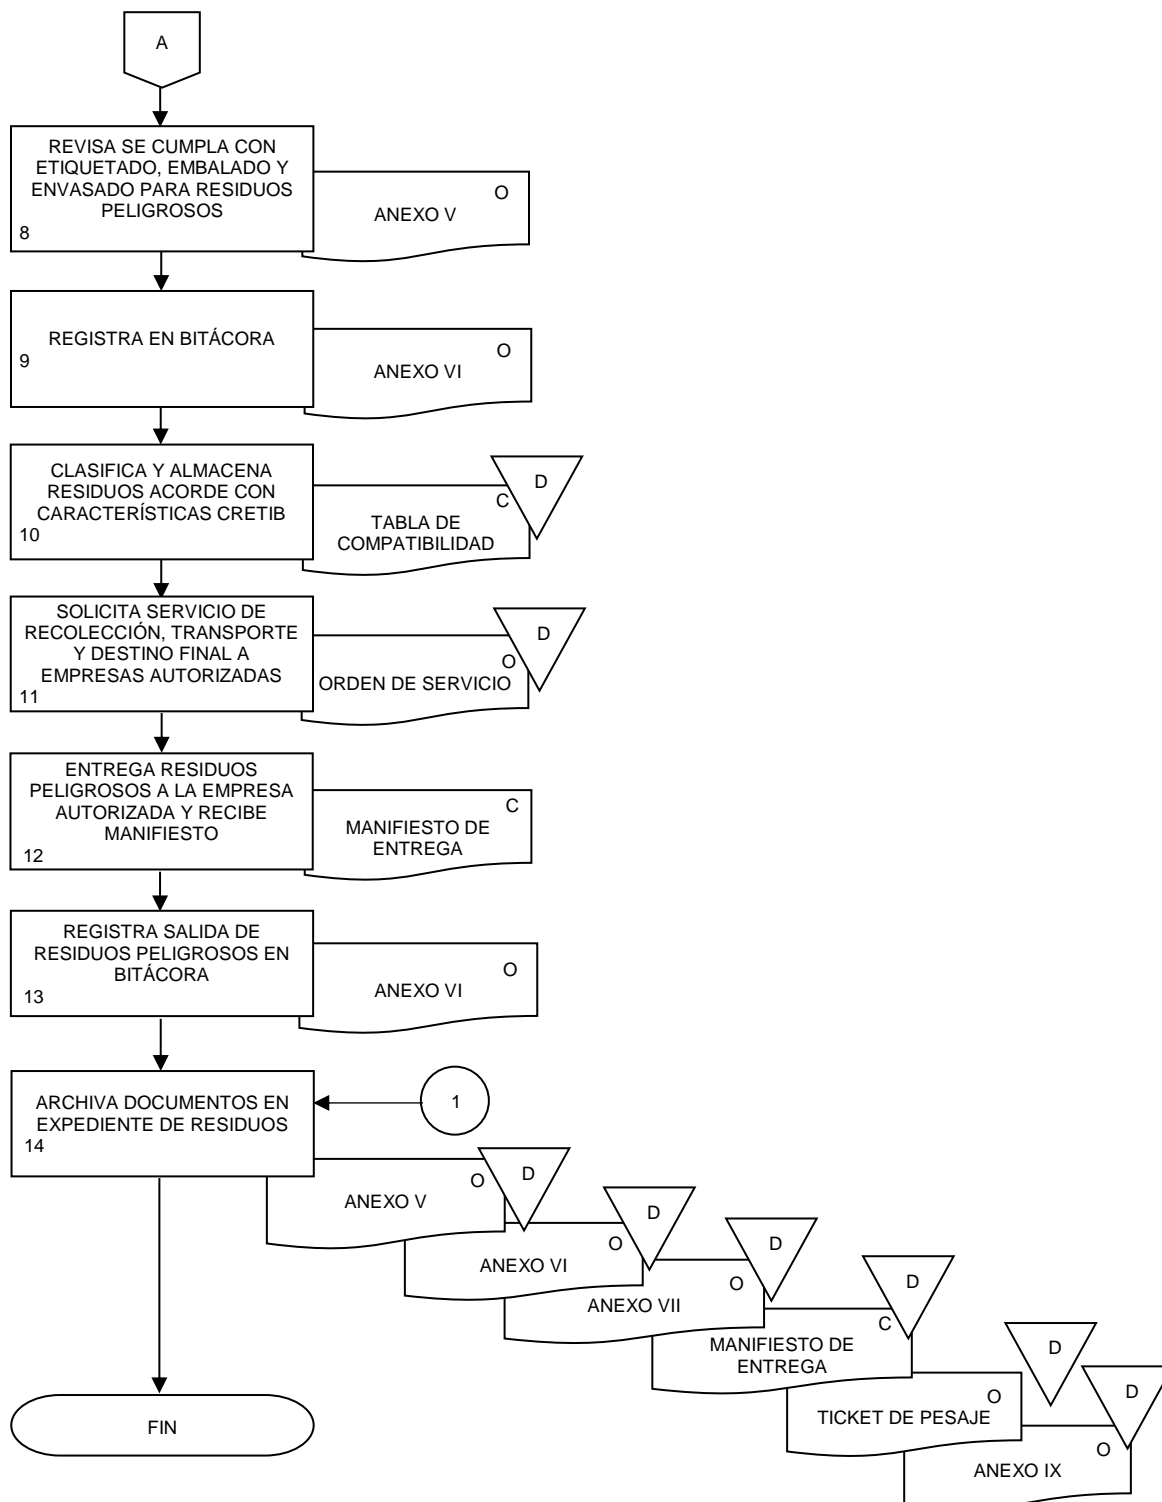 A
REVISA SE CUMPLA CON
ETIQUETADO, EMBALADO Y
ENVASADO PARA RESIDUOS
PELIGROSOS
8
O
ANEXO V
REGISTRA EN BITÁCORA
9
O
ANEXO VI
CLASIFICA Y ALMACENA
RESIDUOS ACORDE CON
CARACTERÍSTICAS CRETIB
10
D
C
TABLA DE
COMPATIBILIDAD
SOLICITA SERVICIO DE
RECOLECCIÓN, TRANSPORTE
Y DESTINO FINAL A
EMPRESAS AUTORIZADAS
11
D
O
ORDEN DE SERVICIO
ENTREGA RESIDUOS
PELIGROSOS A LA EMPRESA
AUTORIZADA Y RECIBE
MANIFIESTO
12
C
MANIFIESTO DE
ENTREGA
REGISTRA SALIDA DE
RESIDUOS PELIGROSOS EN
BITÁCORA
13
O
ANEXO VI
ARCHIVA DOCUMENTOS EN
EXPEDIENTE DE RESIDUOS
14
1
D
O
ANEXO V
D
O
ANEXO VI
D
O
ANEXO VII
D
C
MANIFIESTO DE
ENTREGA
D
O
TICKET DE PESAJE
D
O
ANEXO IX
FIN